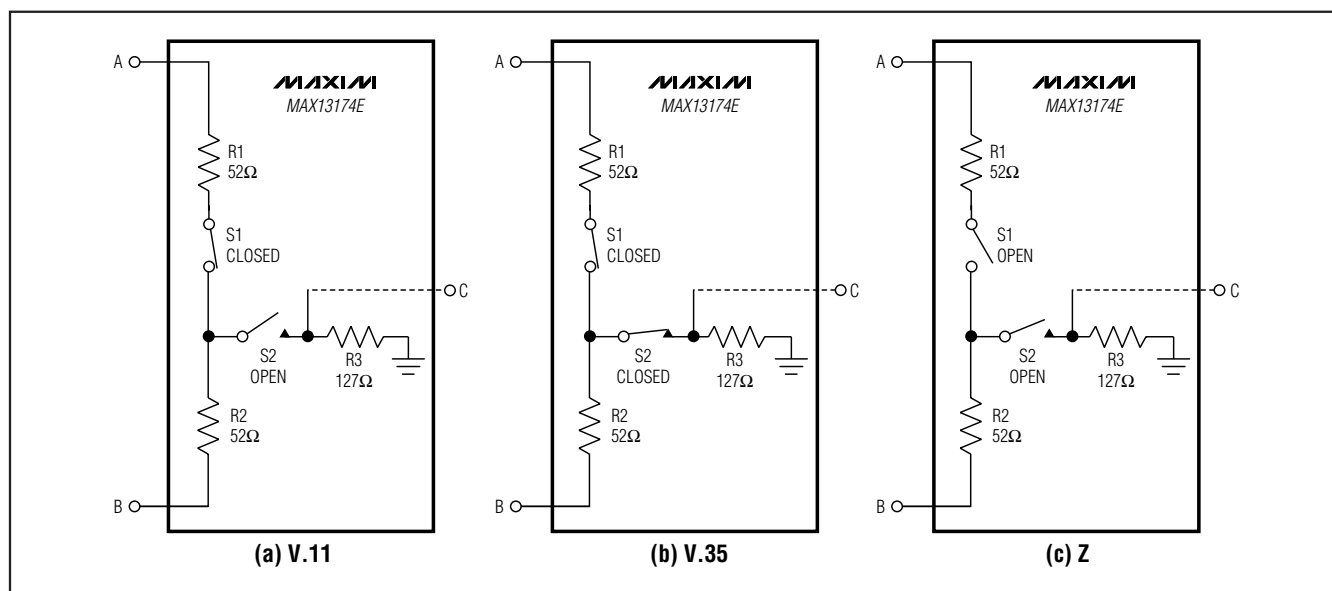 A
MAXIM
MAX13174E
R1
52Ω
S1
CLOSED
C
S2
OPEN
R3
127Ω
R2
52Ω
B
(a) V.11
A
MAXIM
MAX13174E
R1
52Ω
S1
CLOSED
C
S2
CLOSED
R3
127Ω
R2
52Ω
B
(b) V.35
A
MAXIM
MAX13174E
R1
52Ω
S1
OPEN
C
S2
OPEN
R3
127Ω
R2
52Ω
B
(c) Z